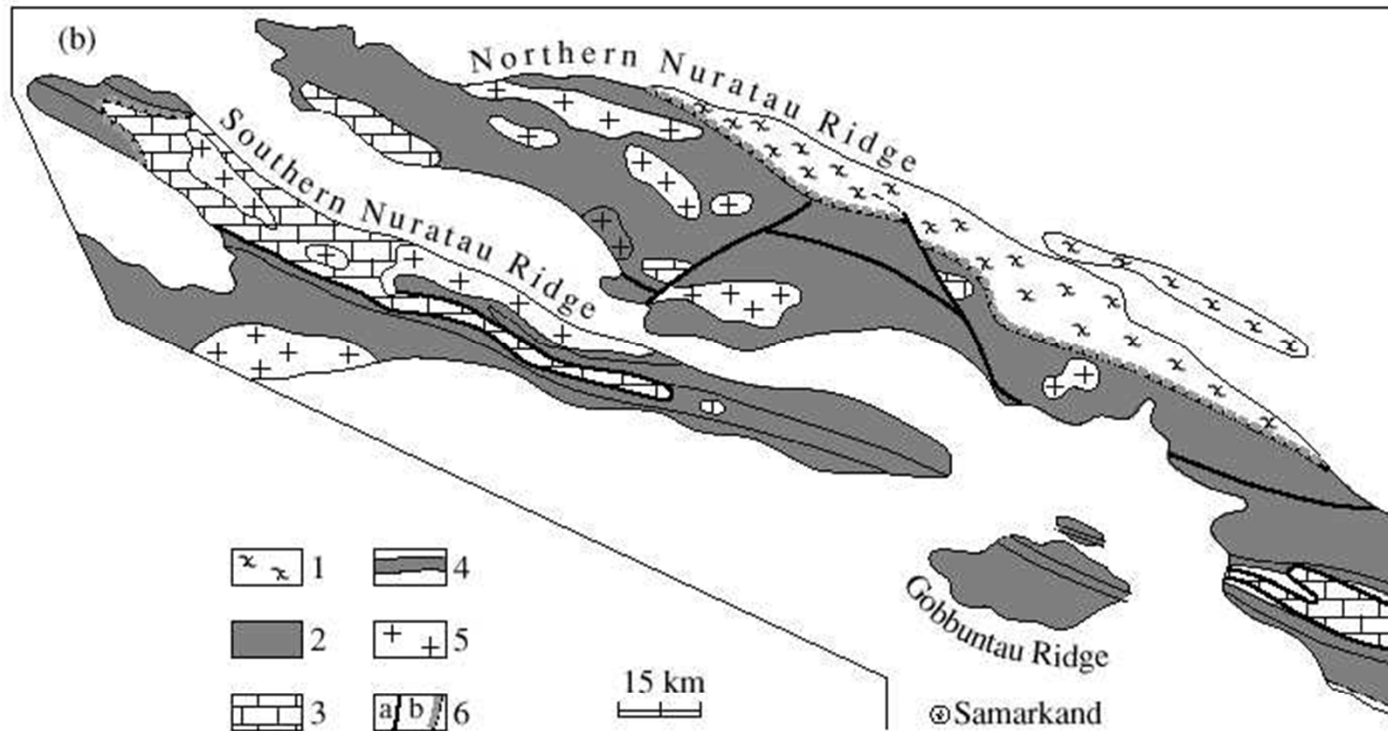 (b)
Northern Nuratau Ridge
Southern Nuratau Ridge
1
4
2
5
3
a b 6
15 km
Gobbuntau Ridge
Samarkand